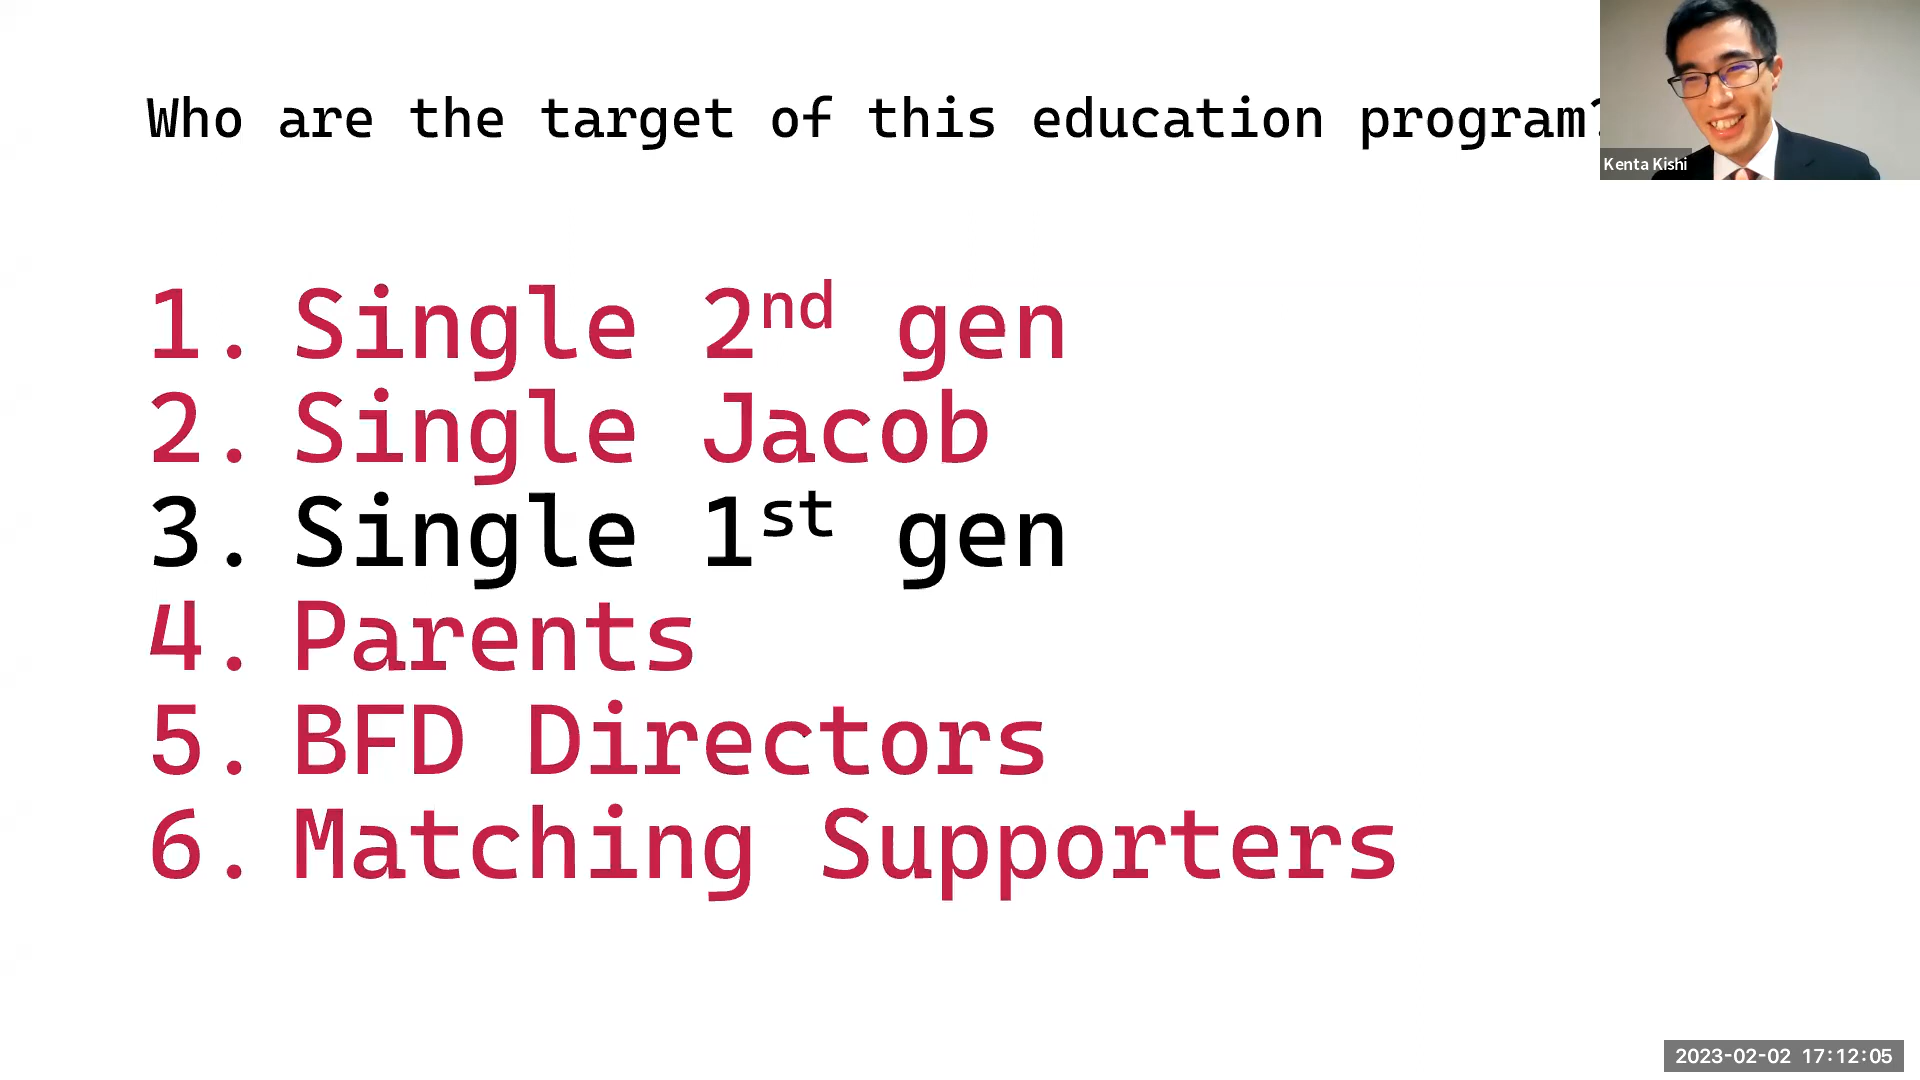 Who are the target of this education program?
Kenta Kishi
1. Single 2nd gen
2. Single Jacob
3. Single 1st gen
4. Parents
5. BFD Directors
6. Matching Supporters
2023-02-02 17:12:05